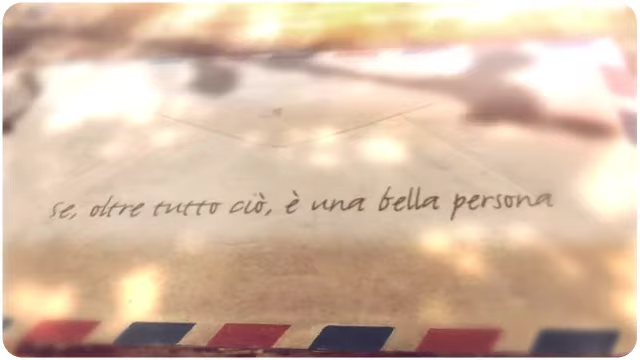 se, oltre tutto ciò, è una bella persona